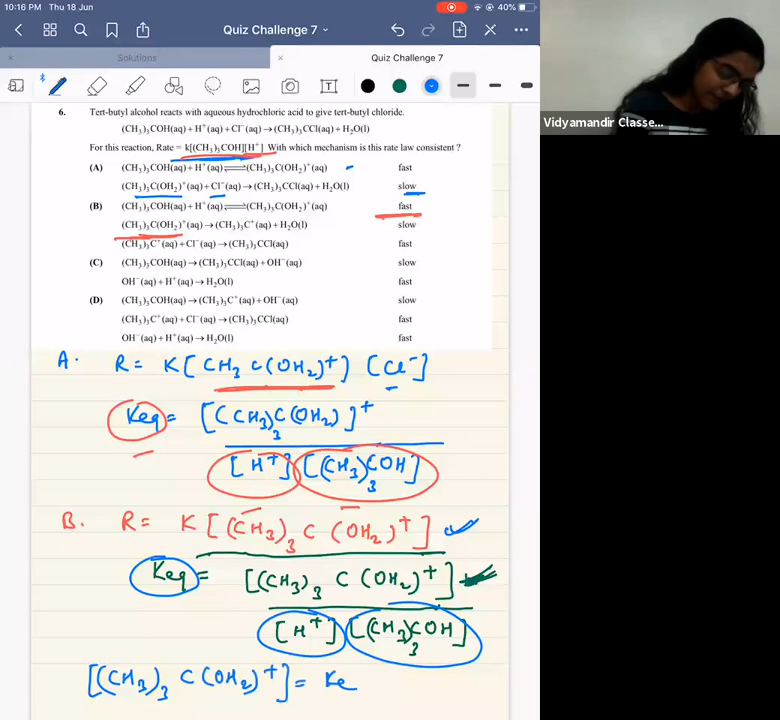 10:16 PM Thu 18 Jun
40%
Quiz Challenge 7
Solutions
Quiz Challenge 7
Vidyamandir Classe...
6. Tert-butyl alcohol reacts with aqueous hydrochloric acid to give tert-butyl chloride.
(CH₃)₃COH(aq) + H⁺(aq) + Cl⁻(aq) → (CH₃)₃CCl(aq) + H₂O(l)
For this reaction, Rate = k[(CH₃)₃COH][H⁺] With which mechanism is this rate law consistent ?
(A) (CH₃)₃COH(aq) + H⁺(aq) ⇌ (CH₃)₃C(OH₂)⁺(aq) fast
(CH₃)₃C(OH₂)⁺(aq) + Cl⁻(aq) → (CH₃)₃CCl(aq) + H₂O(l) slow
(B) (CH₃)₃COH(aq) + H⁺(aq) ⇌ (CH₃)₃C(OH₂)⁺(aq) fast
(CH₃)₃C(OH₂)⁺(aq) → (CH₃)₃C⁺(aq) + H₂O(l) slow
(CH₃)₃C⁺(aq) + Cl⁻(aq) → (CH₃)₃CCl(aq) fast
(C) (CH₃)₃COH(aq) → (CH₃)₃CCl(aq) + OH⁻(aq) slow
OH⁻(aq) + H⁺(aq) → H₂O(l) fast
(D) (CH₃)₃COH(aq) → (CH₃)₃C⁺(aq) + OH⁻(aq) slow
(CH₃)₃C⁺(aq) + Cl⁻(aq) → (CH₃)₃CCl(aq) fast
OH⁻(aq) + H⁺(aq) → H₂O(l) fast
A. R = K [CH₃ C(OH₂)⁺] [Cl⁻]
Keq = [(CH₃)₃C(OH₂)]⁺
[H⁺] [(CH₃)₃COH]
B. R = K [(CH₃)₃ C (OH₂)⁺]
Keq = [(CH₃)₃ C (OH₂)⁺]
[H⁺] [(CH₃)₃COH]
[(CH₃)₃ C (OH₂)⁺] = Ke